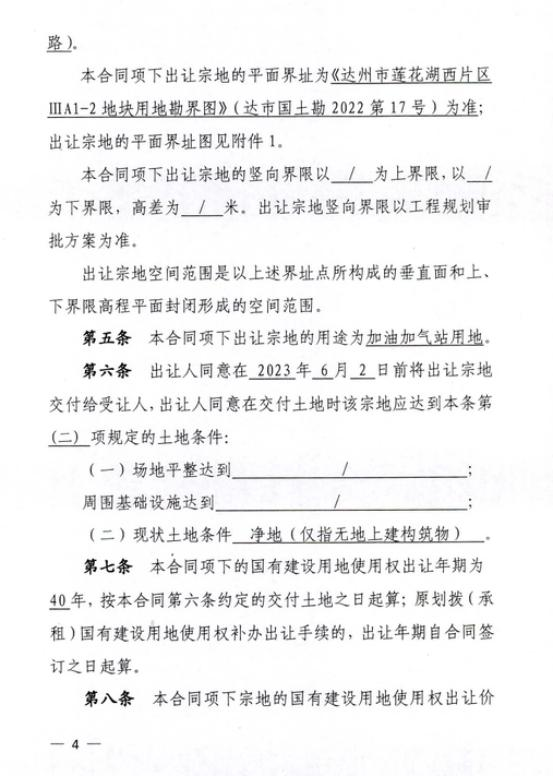 路）。
本合同项下出让宗地的平面界址为《达州市莲花湖西片区
ⅢA1-2地块用地勘界图》（达市国土勘2022第17号）为准；
出让宗地的平面界址图见附件1。
本合同项下出让宗地的竖向界限以 / 为上界限，以 /
为下界限，高差为 / 米。出让宗地竖向界限以工程规划审
批方案为准。
出让宗地空间范围是以上述界址点所构成的垂直面和上、
下界限高程平面封闭形成的空间范围。
第五条 本合同项下出让宗地的用途为加油加气站用地。
第六条 出让人同意在 2023 年 6 月 2 日前将出让宗地
交付给受让人，出让人同意在交付土地时该宗地应达到本条第
(二) 项规定的土地条件：
（一）场地平整达到 / ；
周围基础设施达到 / ；
（二）现状土地条件 净地（仅指无地上建构筑物） 。
第七条 本合同项下的国有建设用地使用权出让年期为
40 年，按本合同第六条约定的交付土地之日起算；原划拨（承
租）国有建设用地使用权补办出让手续的，出让年期自合同签
订之日起算。
第八条 本合同项下宗地的国有建设用地使用权出让价
— 4 —